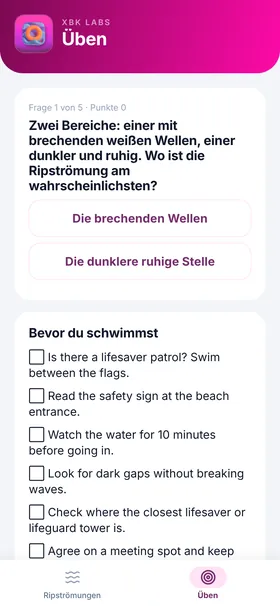 XBK LABS
Üben
Frage 1 von 5 · Punkte 0
Zwei Bereiche: einer mit
brechenden weißen Wellen, einer
dunkler und ruhig. Wo ist die
Ripströmung am
wahrscheinlichsten?
Die brechenden Wellen
Die dunklere ruhige Stelle
Bevor du schwimmst
Is there a lifesaver patrol? Swim
between the flags.
Read the safety sign at the beach
entrance.
Watch the water for 10 minutes
before going in.
Look for dark gaps without breaking
waves.
Check where the closest lifesaver or
lifeguard tower is.
Agree on a meeting spot and keep
Ripströmungen
Üben